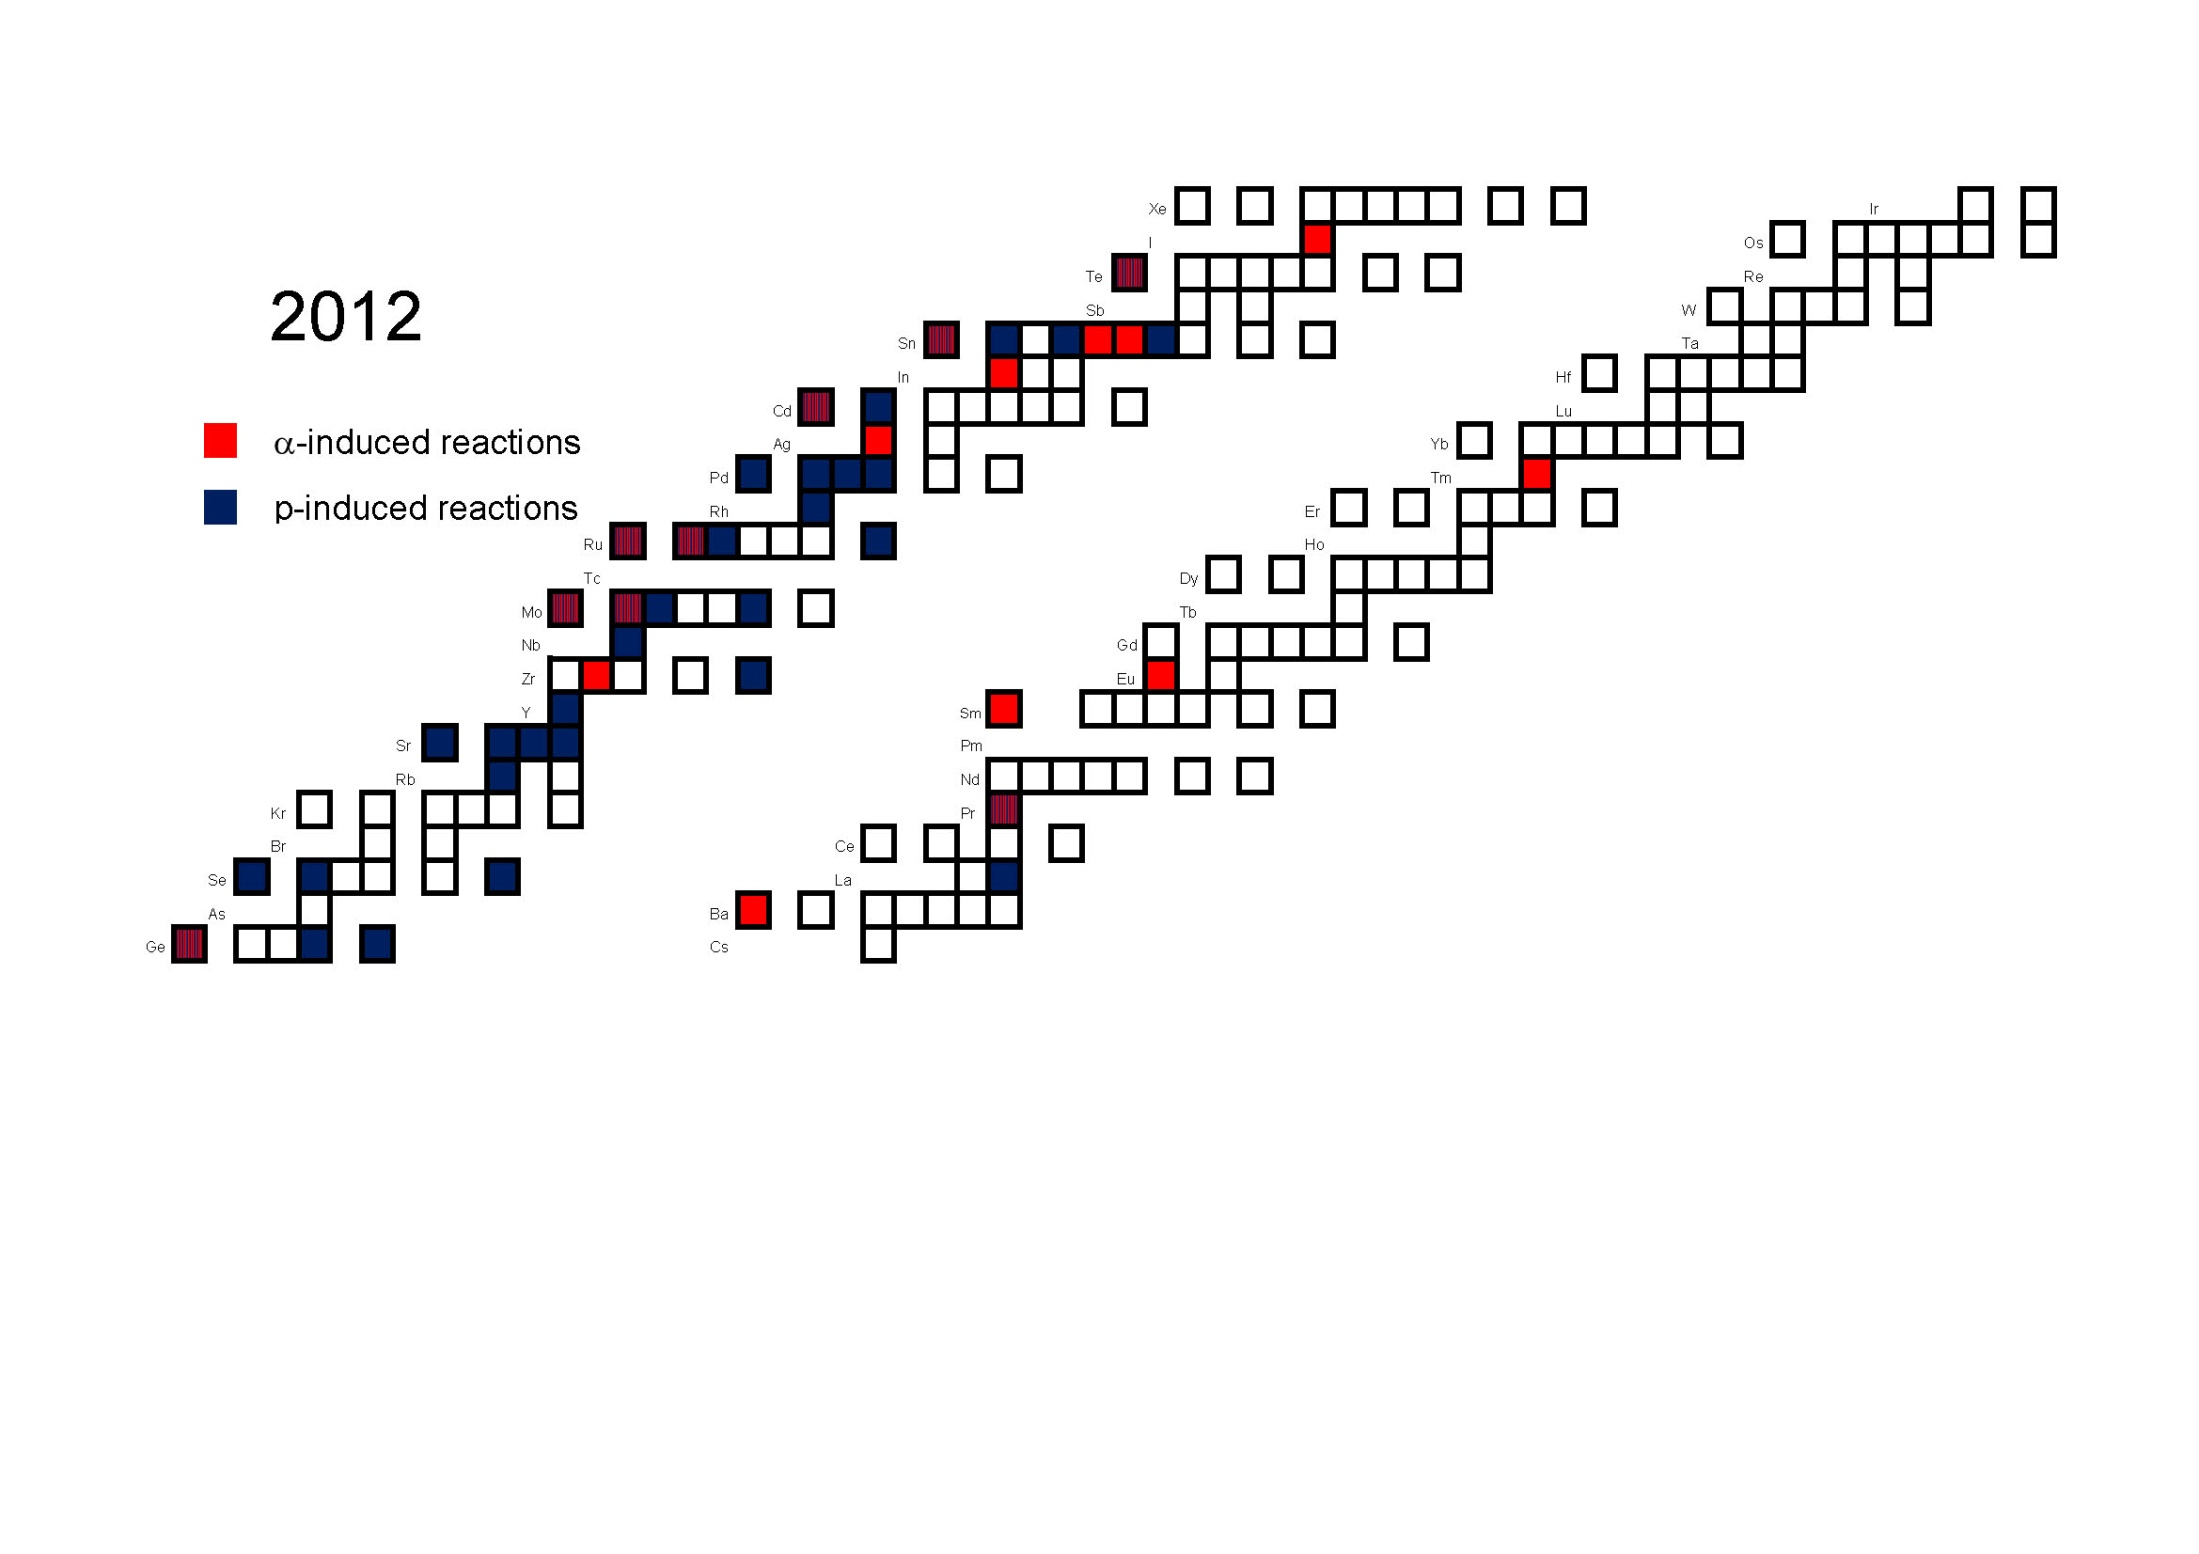 Xe
Ir
I
Os
Te
Re
2012
Sb
W
Sn
Ta
In
Hf
Cd
Lu
α-induced reactions
Ag
Yb
Pd
Tm
p-induced reactions
Rh
Er
Ru
Ho
Tc
Dy
Mo
Tb
Nb
Gd
Zr
Eu
Y
Sm
Sr
Pm
Rb
Nd
Kr
Pr
Br
Ce
Se
La
As
Ba
Ge
Cs